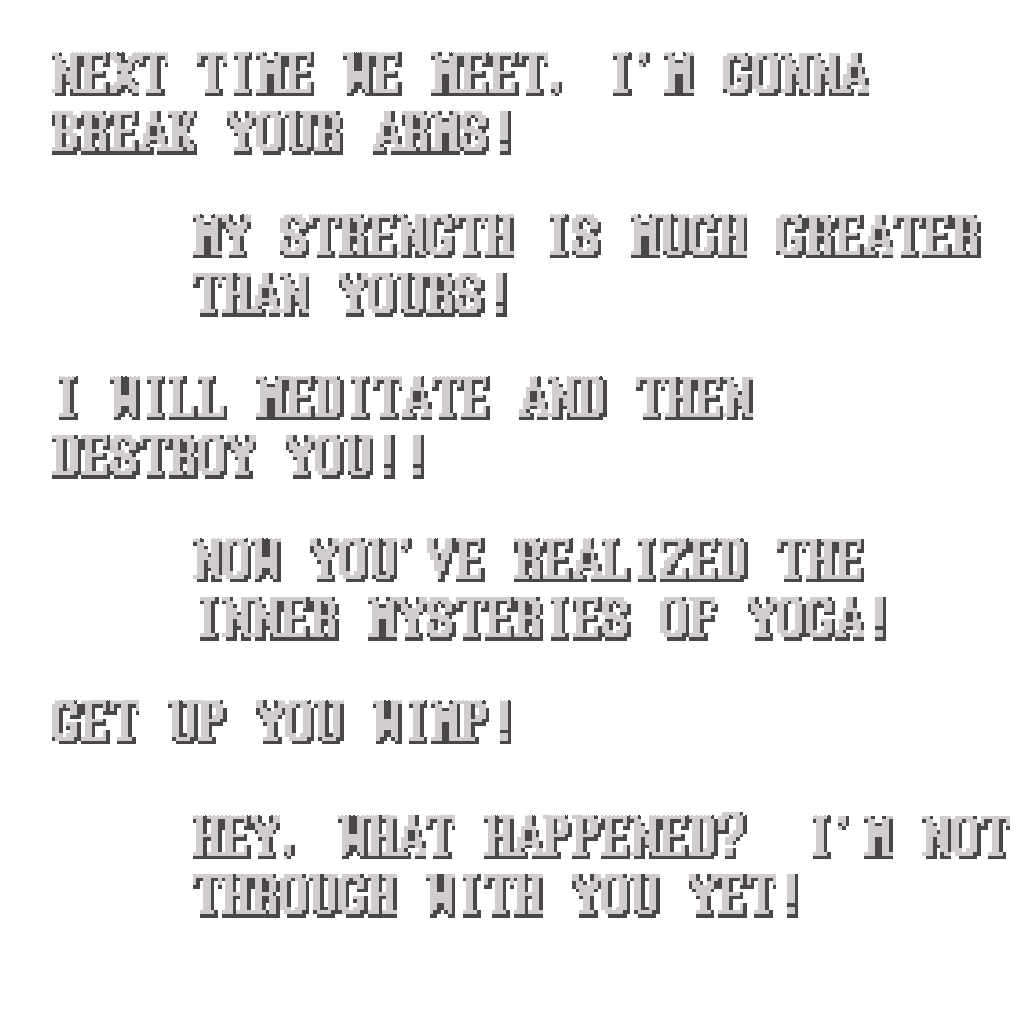 NEXT TIME WE MEET, I'M GONNA
BREAK YOUR ARMS!
MY STRENGTH IS MUCH GREATER
THAN YOURS!
I WILL MEDITATE AND THEN
DESTROY YOU!!
NOW YOU'VE REALIZED THE
INNER MYSTERIES OF YOGA!
GET UP YOU WIMP!
HEY, WHAT HAPPENED?  I'M NOT
THROUGH WITH YOU YET!